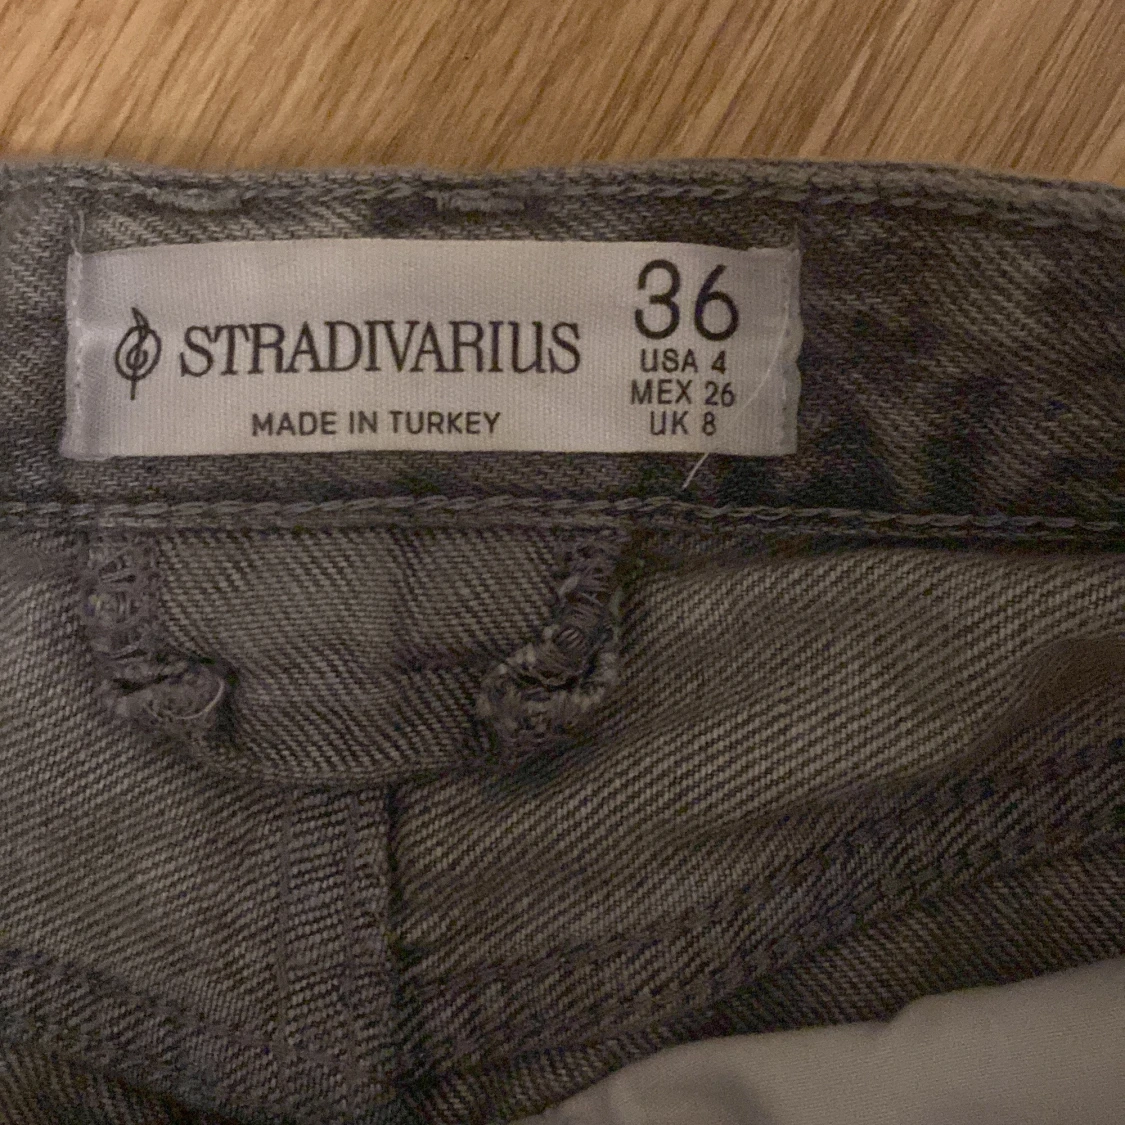 STRADIVARIUS
MADE IN TURKEY
36
USA 4
MEX 26
UK 8